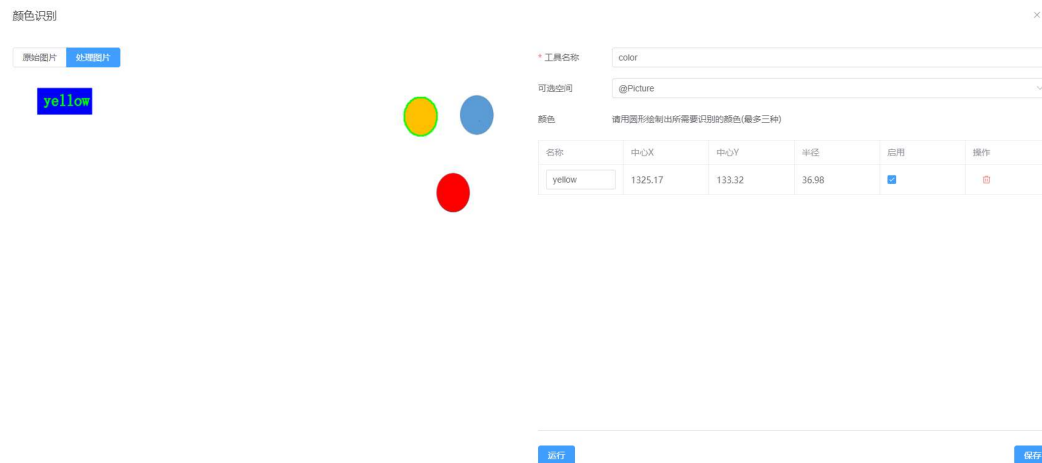 颜色识别
原始图片 处理图片
yellow
* 工具名称 color
可选空间 @Picture
颜色 请用圆形绘制出所需要识别的颜色(最多三种)
名称 中心X 中心Y 半径 启用 操作
yellow 1325.17 133.32 36.98
运行 保存